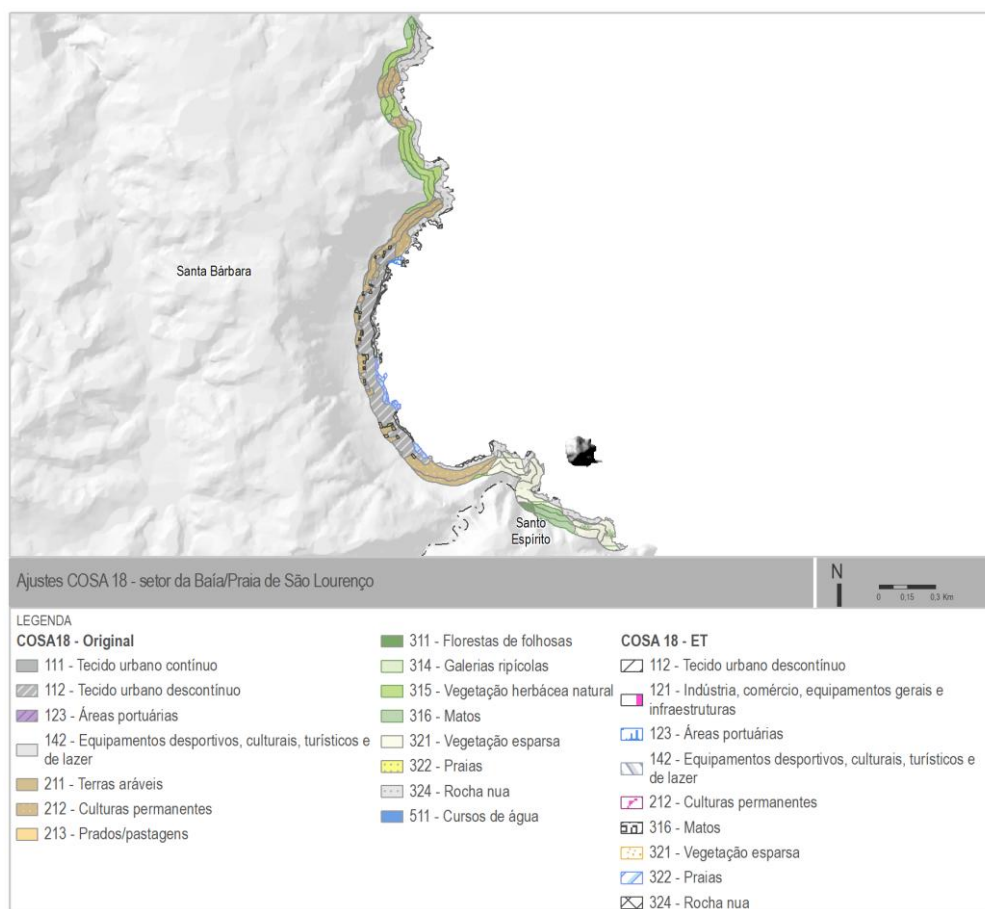 Santa Bárbara
Santo
Espírito
Ajustes COSA 18 - setor da Baía/Praia de São Lourenço
N
0 0,15 0,3 Km
LEGENDA
COSA18 - Original
111 - Tecido urbano contínuo
112 - Tecido urbano descontínuo
123 - Áreas portuárias
142 - Equipamentos desportivos, culturais, turísticos e
de lazer
211 - Terras aráveis
212 - Culturas permanentes
213 - Prados/pastagens
311 - Florestas de folhosas
314 - Galerias ripícolas
315 - Vegetação herbácea natural
316 - Matos
321 - Vegetação esparsa
322 - Praias
324 - Rocha nua
511 - Cursos de água
COSA 18 - ET
112 - Tecido urbano descontínuo
121 - Indústria, comércio, equipamentos gerais e
infraestruturas
123 - Áreas portuárias
142 - Equipamentos desportivos, culturais, turísticos e
de lazer
212 - Culturas permanentes
316 - Matos
321 - Vegetação esparsa
322 - Praias
324 - Rocha nua